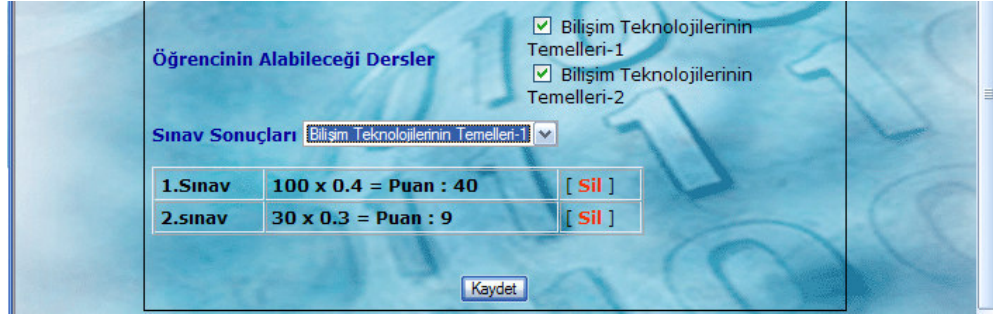 Bilişim Teknolojilerinin
Temelleri-1
Öğrencinin Alabileceği Dersler
Bilişim Teknolojilerinin
Temelleri-2
Sınav Sonuçları Bilişim Teknolojilerinin Temelleri-1
1.Sınav 100 x 0.4 = Puan : 40 [ Sil ]
2.sınav 30 x 0.3 = Puan : 9 [ Sil ]
Kaydet